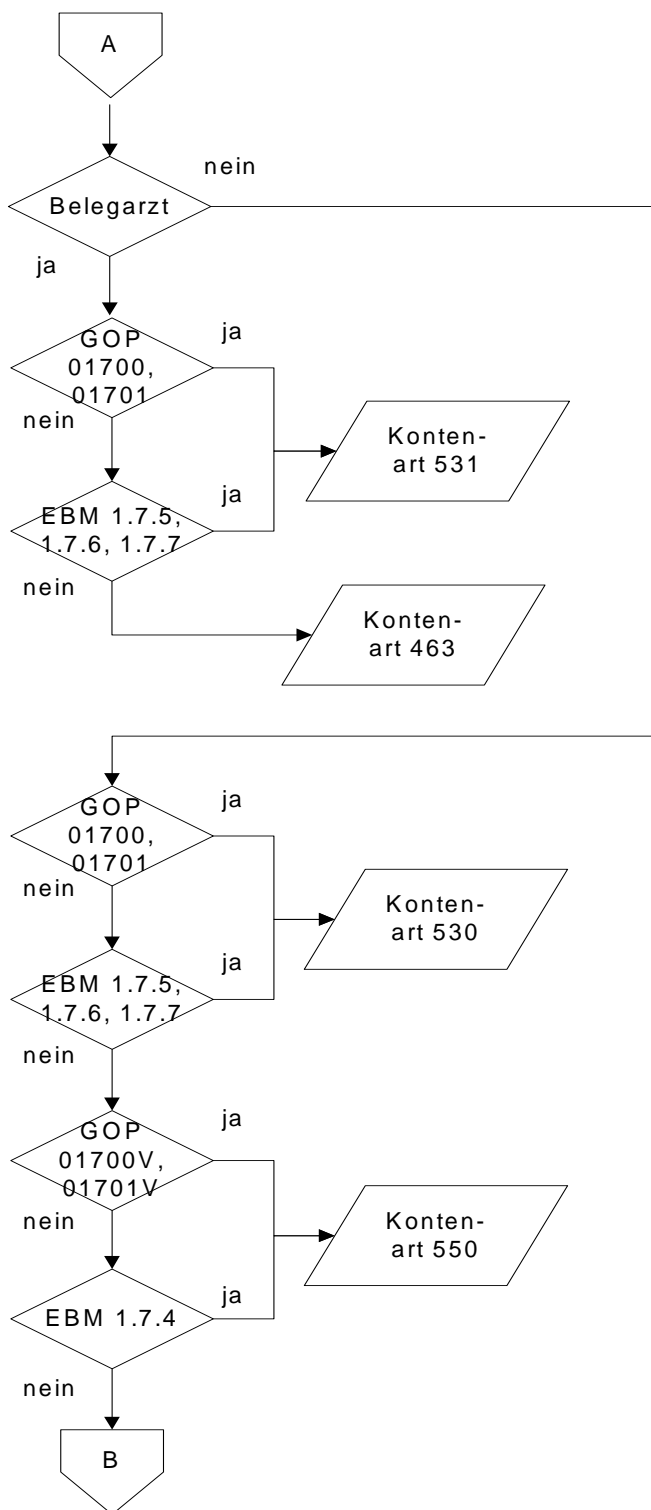 A
nein
Belegarzt
ja
GOP
01700,
01701
ja
nein
Konten-
art 531
EBM 1.7.5,
1.7.6, 1.7.7
ja
nein
Konten-
art 463
GOP
01700,
01701
ja
nein
Konten-
art 530
EBM 1.7.5,
1.7.6, 1.7.7
ja
nein
GOP
01700V,
01701V
ja
nein
Konten-
art 550
EBM 1.7.4
ja
nein
B